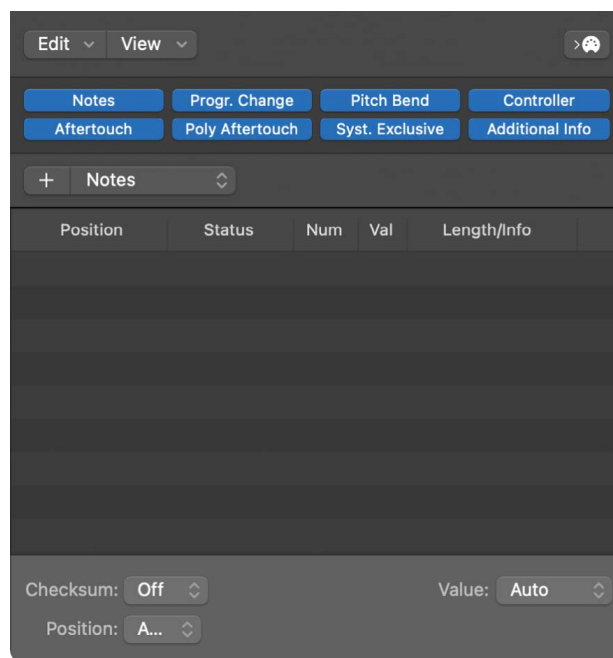 Edit View
Notes Progr. Change Pitch Bend Controller
Aftertouch Poly Aftertouch Syst. Exclusive Additional Info
+ Notes
Position Status Num Val Length/Info
Checksum: Off Value: Auto
Position: A...